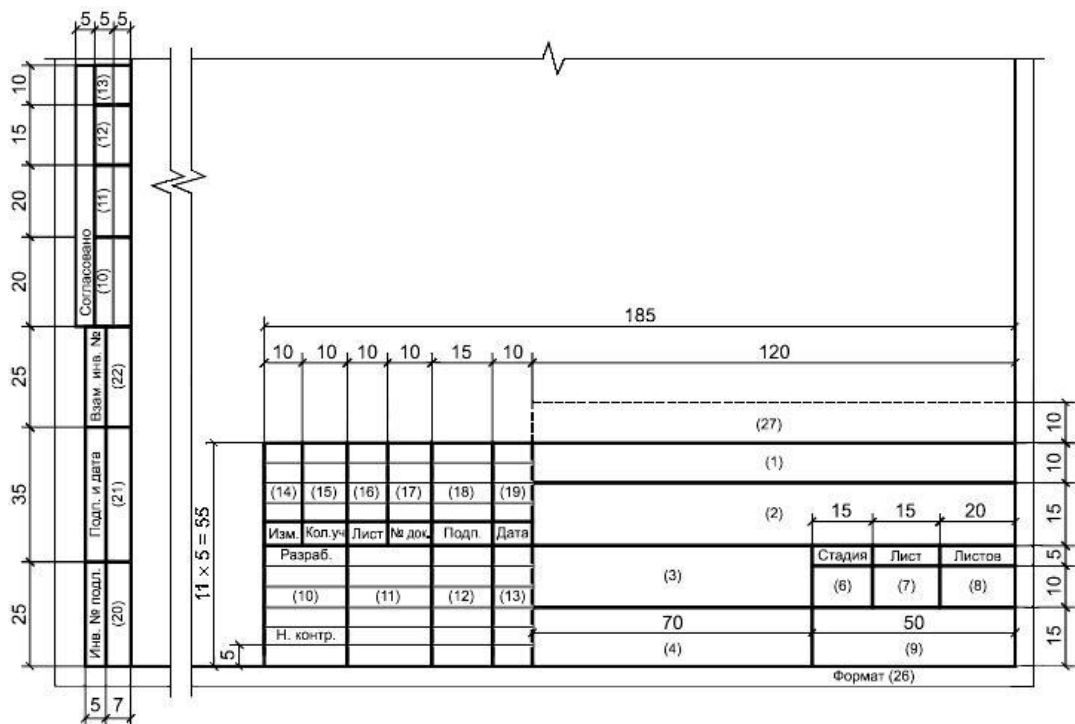 5 5 5
10
15
20
20
25
35
25
(13)
(12)
(11)
(10)
Согласовано
Взам. инв. №
(22)
Подп. и дата
(21)
Инв. № подл.
(20)
5 7
185
10 10 10 10 15 10 120
(27)
10
(1)
10
(14) (15) (16) (17) (18) (19)
(2)
15 15 20
15
Изм. Кол.уч Лист № док. Подп. Дата
Разраб.
Стадия Лист Листов
5
(3)
(6) (7) (8)
10
(10) (11) (12) (13)
70 50
Н. контр.
(4) (9)
15
11 × 5 = 55
5
Формат (26)